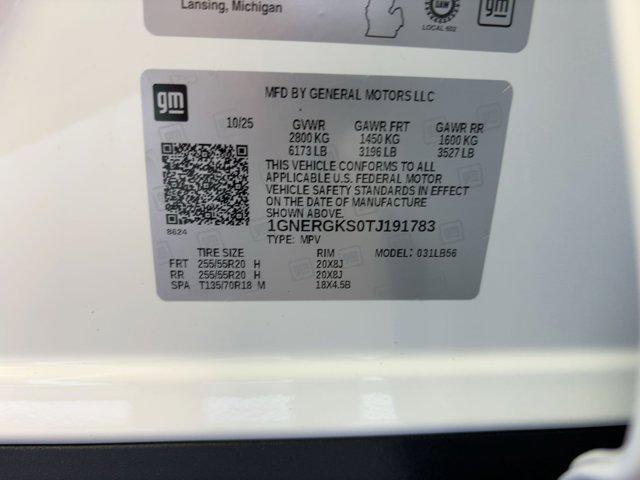 Lansing, Michigan
UAW
LOCAL 602
gm
gm
MFD BY GENERAL MOTORS LLC
10/25 GVWR GAWR FRT GAWR RR
2800 KG 1450 KG 1600 KG
6173 LB 3196 LB 3527 LB
THIS VEHICLE CONFORMS TO ALL
APPLICABLE U.S. FEDERAL MOTOR
VEHICLE SAFETY STANDARDS IN EFFECT
ON THE DATE OF MANUFACTURE
SHOWN ABOVE.
8624
1GNERGKS0TJ191783
TYPE: MPV MODEL: 031LB56
TIRE SIZE RIM
FRT 255/55R20 H 20X8J
RR 255/55R20 H 20X8J
SPA T135/70R18 M 18X4.5B